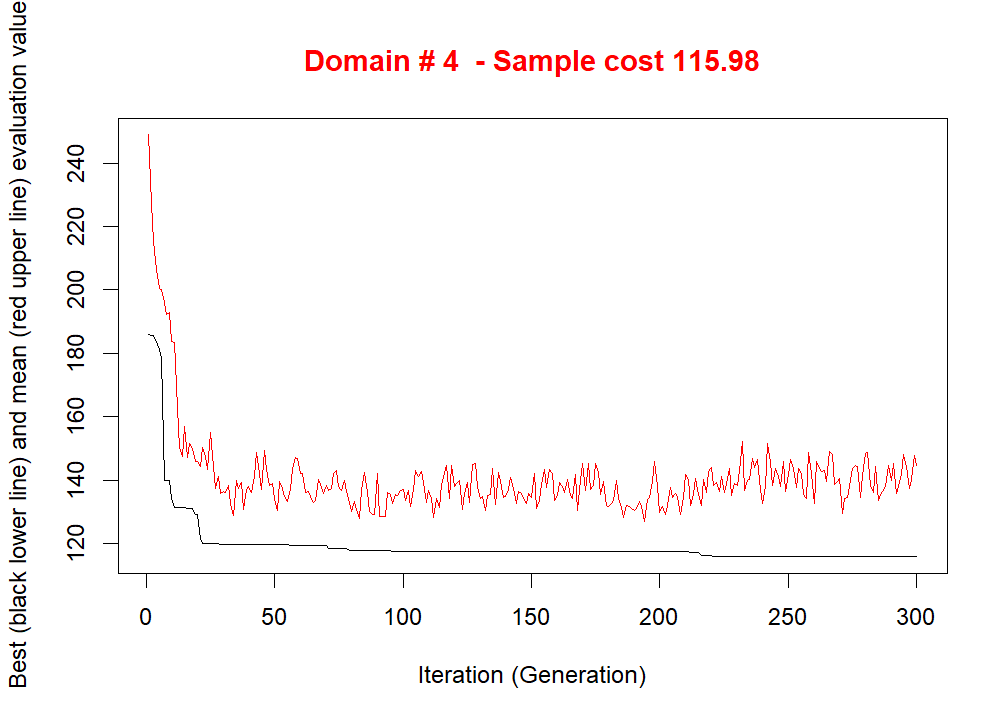 Domain # 4  - Sample cost 115.98
Best (black lower line) and mean (red upper line) evaluation value
240
220
200
180
160
140
120
0 50 100 150 200 250 300
Iteration (Generation)